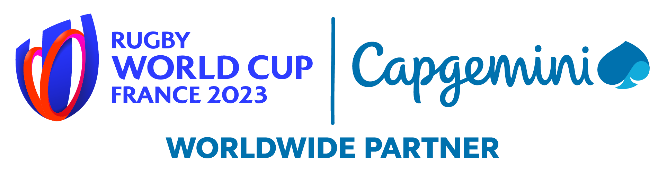 RUGBY
WORLD CUP
FRANCE 2023
Capgemini
WORLDWIDE PARTNER